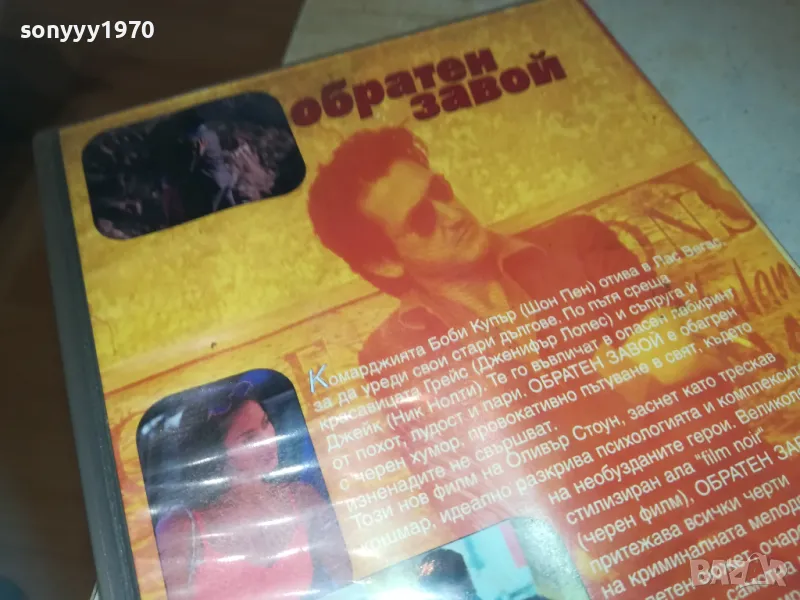 sonyyy1970
обратен
завой
Комарджията Боби Купър (Шон Пен) отива в Лас Вегас,
за да уреди свои стари дългове. По пътя среща
красавицата Грейс (Дженифър Лопес) и съпруга ѝ
Джейк (Ник Нолти). Те го въвличат в опасен лабиринт
от похот, лудост и пари. ОБРАТЕН ЗАВОЙ е обагрен
с черен хумор, провокативно пътуване в свят, където
изненадите не свършват.
Този нов филм на Оливър Стоун, заснет като трескав
кошмар, идеално разкрива психологията и комплексите
на необузданите герои. Великоле
стилизиран ала "film noir"
(черен филм), ОБРАТЕН ЗАВ
притежава всички черти
на криминалната мелод
BAZAR